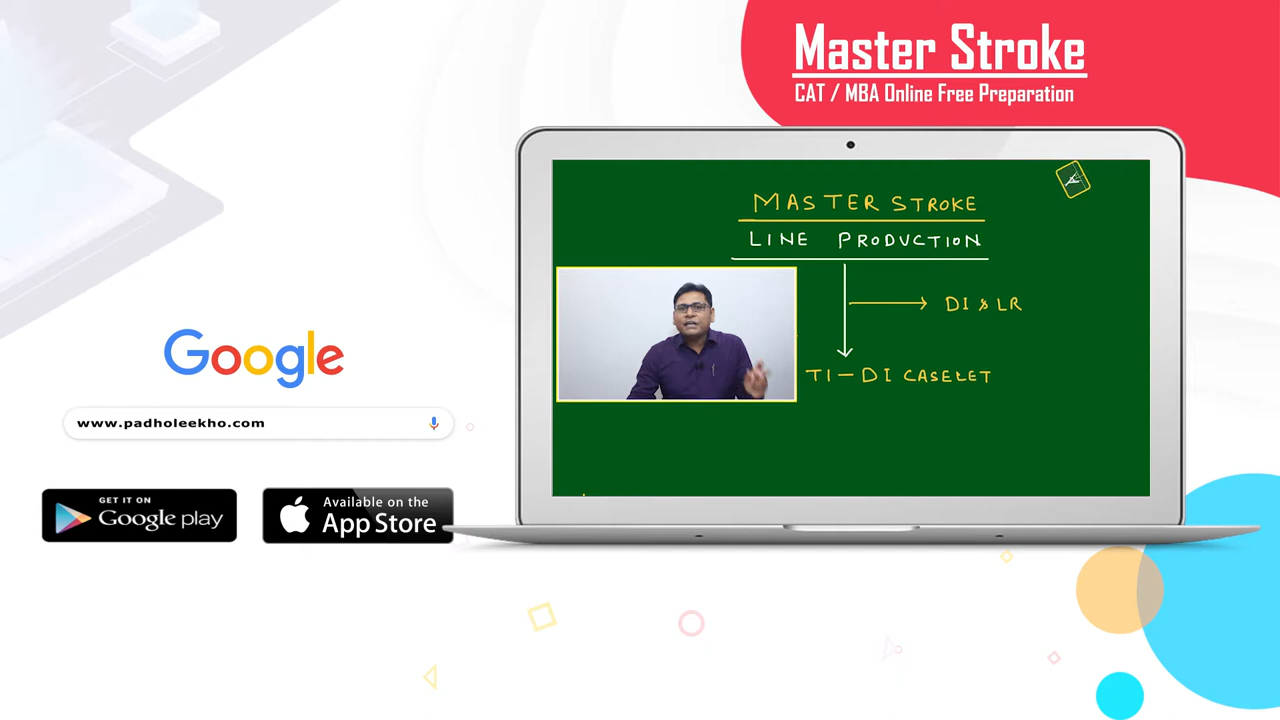 Master Stroke
CAT / MBA Online Free Preparation
MASTER STROKE
LINE PRODUCTION
DI & LR
TI - DI CASELET
Google
www.padholeekho.com
GET IT ON
Google play
Available on the
App Store